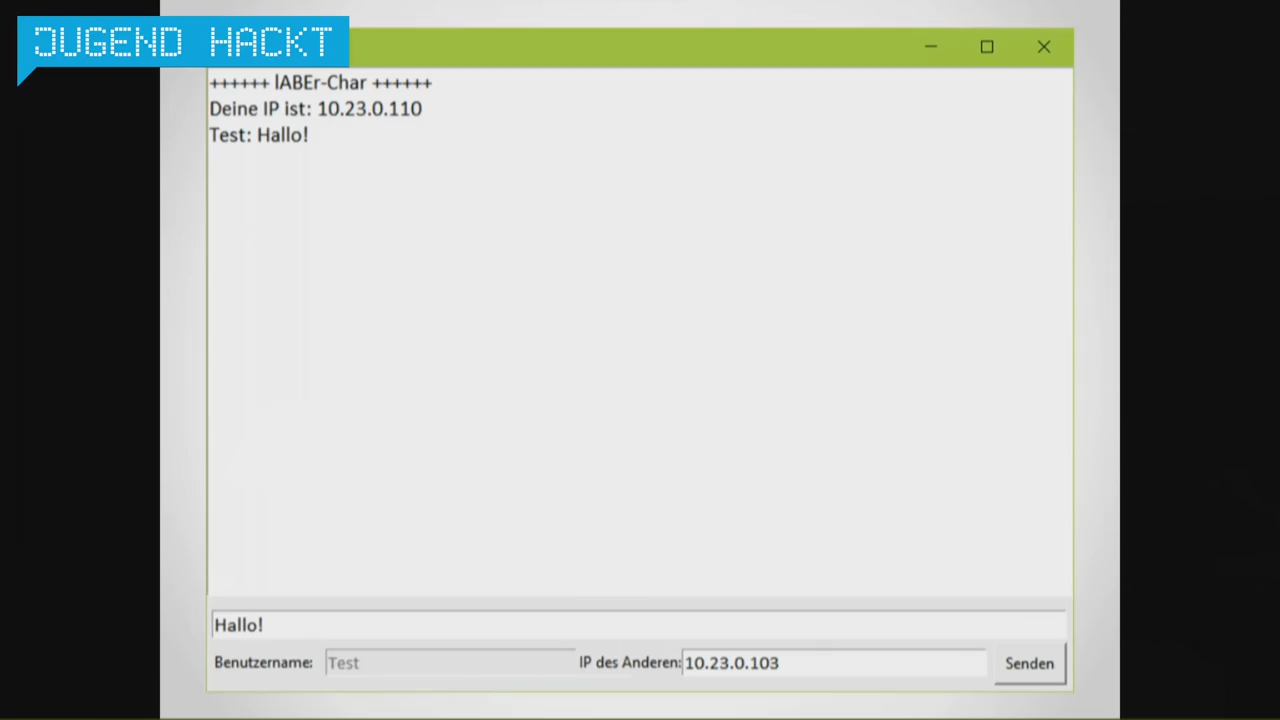 JUGEND HACKT
++++++ lABEr-Char ++++++
Deine IP ist: 10.23.0.110
Test: Hallo!
Hallo!
Benutzername: Test IP des Anderen: 10.23.0.103 Senden